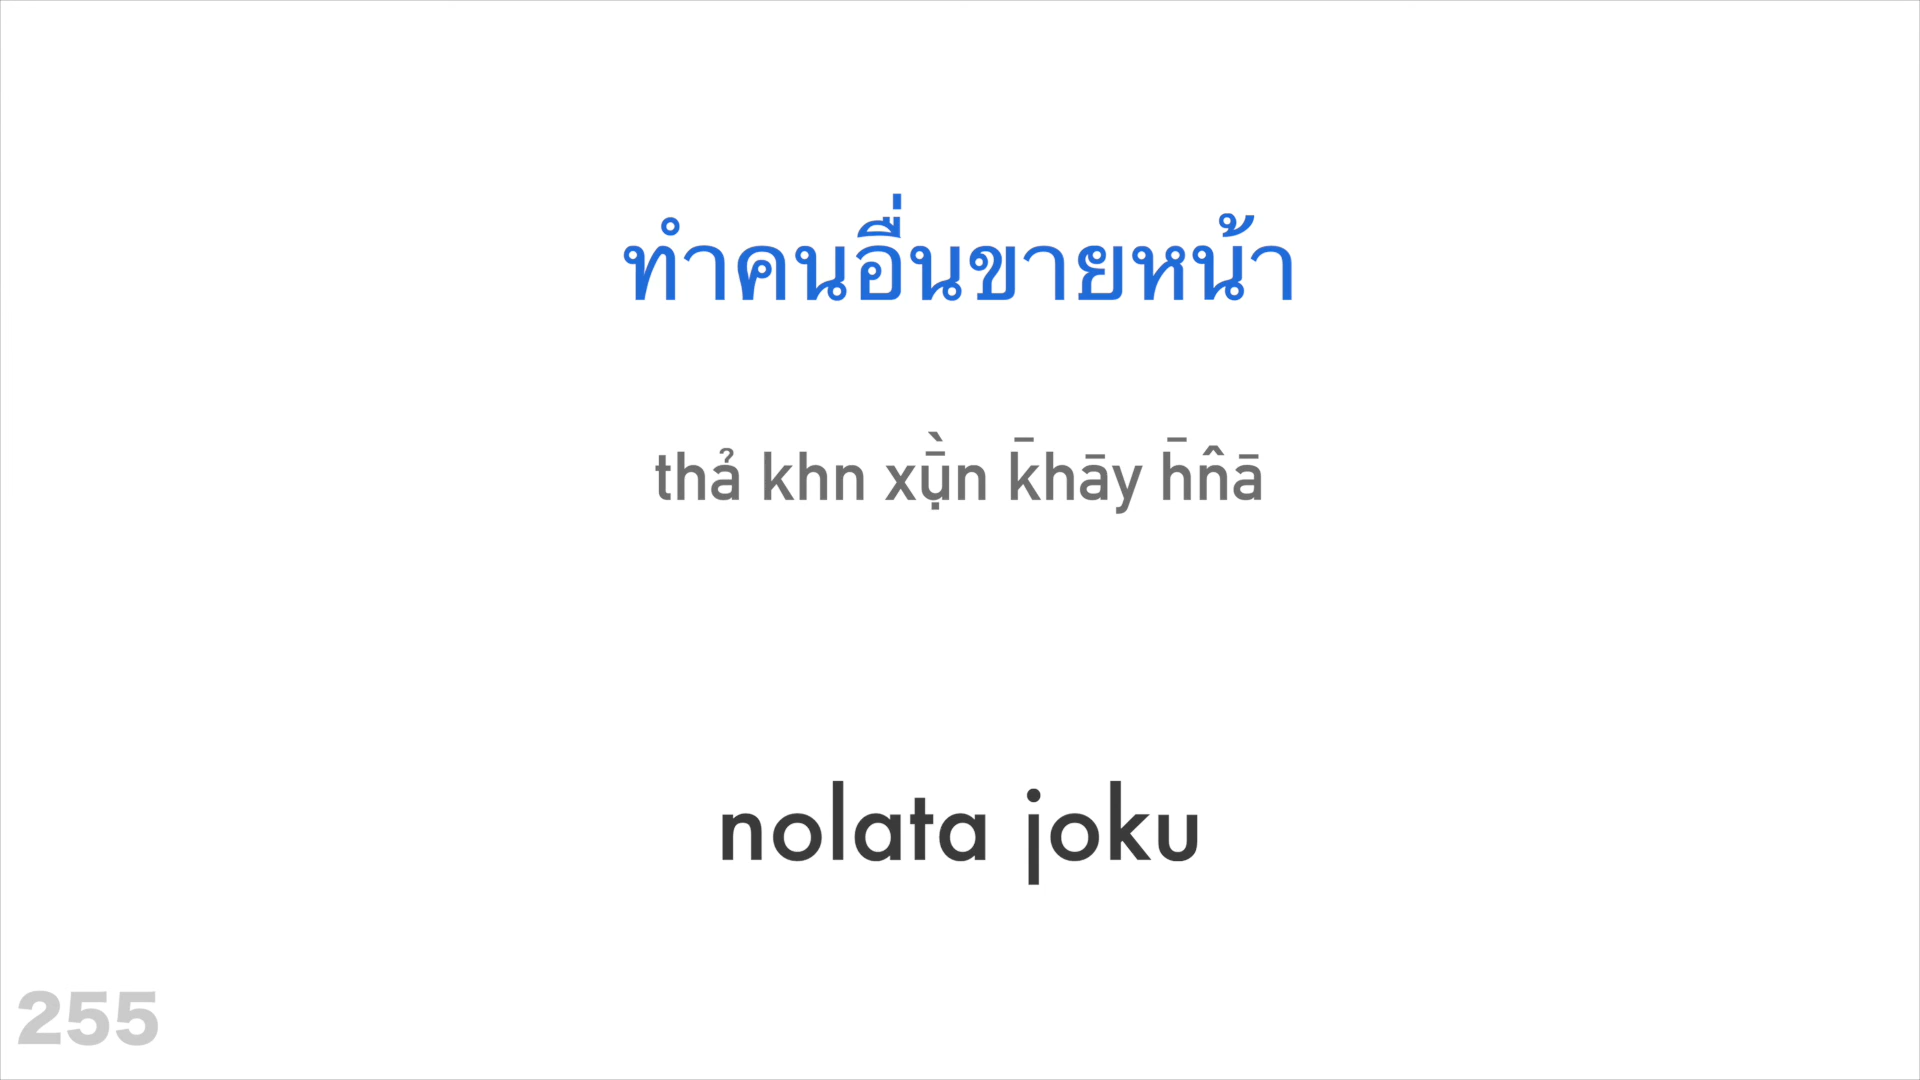 ทำคนอื่นขายหน้า
thả khn xụ̄̀n k̄hāy h̄n̂ā
nolata joku
255